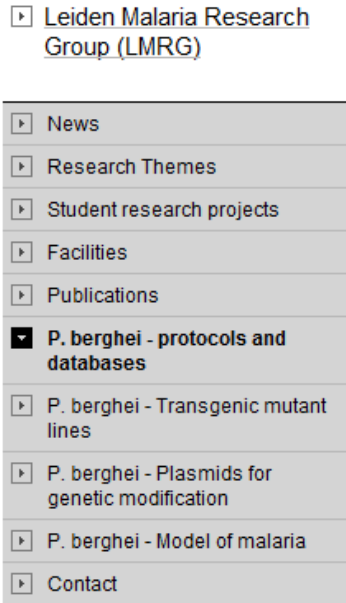 Leiden Malaria Research
Group (LMRG)
News
Research Themes
Student research projects
Facilities
Publications
P. berghei - protocols and
databases
P. berghei - Transgenic mutant
lines
P. berghei - Plasmids for
genetic modification
P. berghei - Model of malaria
Contact